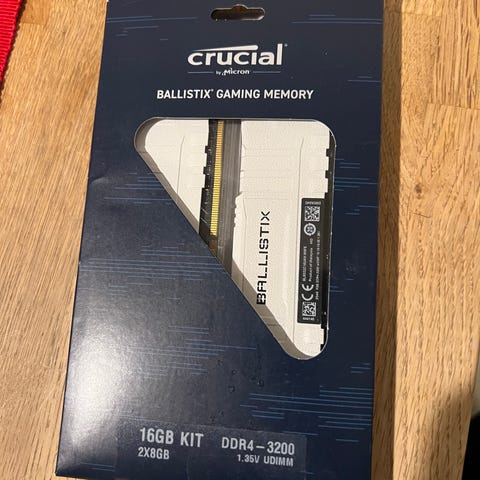 crucial
by Micron
BALLISTIX® GAMING MEMORY
BALLISTIX
16GB KIT
2X8GB
DDR4-3200
1.35V UDIMM